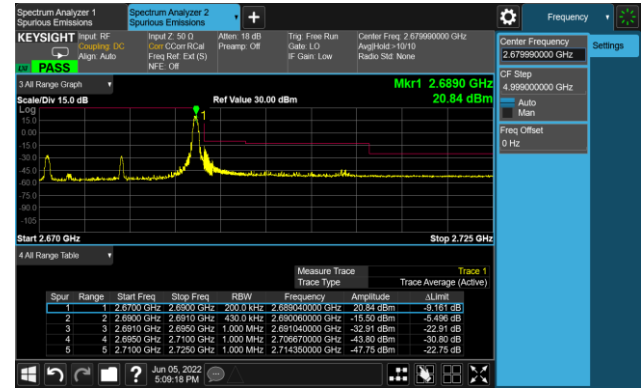 Spectrum Analyzer 1
Spurious Emissions
Spectrum Analyzer 2
Spurious Emissions
Frequency
KEYSIGHT
Input: RF
Coupling: DC
Align: Auto
Input Z: 50 Ω
Corr CCorr RCal
Freq Ref: Ext (S)
NFE: Off
Atten: 18 dB
Preamp: Off
Trig: Free Run
Gate: LO
IF Gain: Low
Center Freq: 2.679990000 GHz
Avg|Hold:>10/10
Radio Std: None
PASS
Center Frequency
2.679990000 GHz
Settings
CF Step
4.999000000 GHz
Auto
Man
Freq Offset
0 Hz
3 All Range Graph
Mkr1 2.6890 GHz
20.84 dBm
Scale/Div 15.0 dB
Ref Value 30.00 dBm
Log
1
15.0
0.00
-15.0
-30.0
-45.0
-60.0
-75.0
-90.0
-105
Start 2.670 GHz
Stop 2.725 GHz
4 All Range Table
Measure Trace Trace 1
Trace Type Trace Average (Active)
Spur Range Start Freq Stop Freq RBW Frequency Amplitude ΔLimit
1 1 2.6700 GHz 2.6900 GHz 200.0 kHz 2.689040000 GHz 20.84 dBm -9.161 dB
2 2 2.6900 GHz 2.6910 GHz 430.0 kHz 2.690060000 GHz -15.50 dBm -5.496 dB
3 3 2.6910 GHz 2.6950 GHz 1.000 MHz 2.691040000 GHz -32.91 dBm -22.91 dB
4 4 2.6950 GHz 2.7100 GHz 1.000 MHz 2.706670000 GHz -43.80 dBm -30.80 dB
5 5 2.7100 GHz 2.7250 GHz 1.000 MHz 2.714350000 GHz -47.75 dBm -22.75 dB
Jun 05, 2022
5:09:18 PM